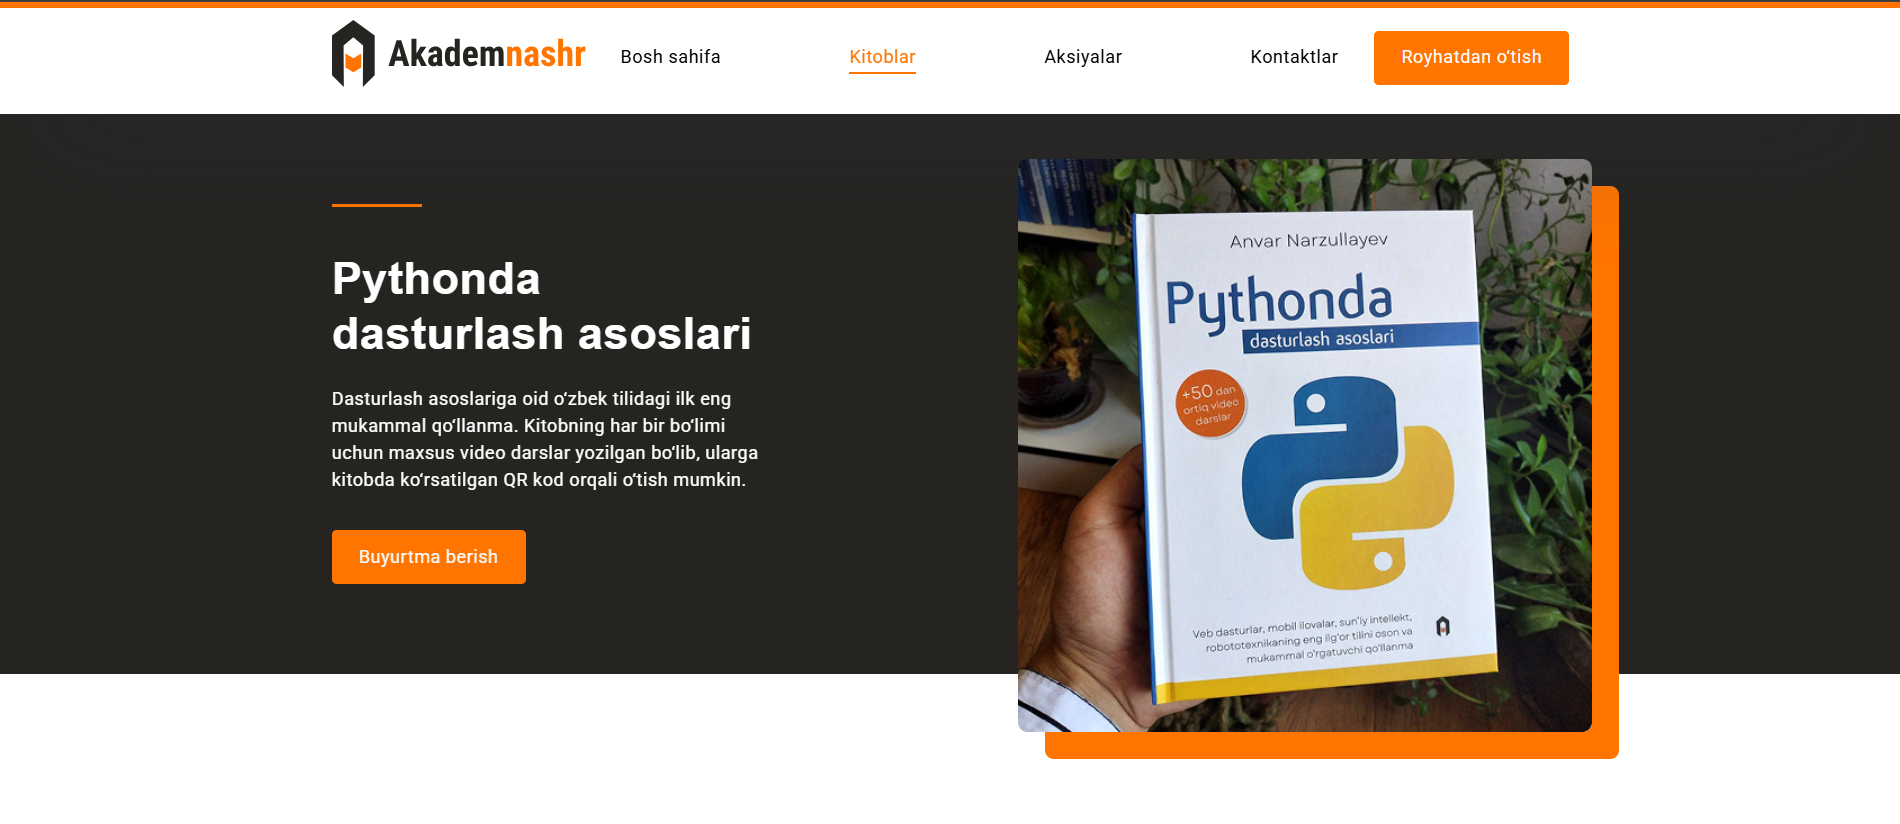 Akademnashr
Bosh sahifa
Kitoblar
Aksiyalar
Kontaktlar
Royhatdan o‘tish
Pythonda
dasturlash asoslari
Dasturlash asoslariga oid o‘zbek tilidagi ilk eng
mukammal qo‘llanma. Kitobning har bir bo‘limi
uchun maxsus video darslar yozilgan bo‘lib, ularga
kitobda ko‘rsatilgan QR kod orqali o‘tish mumkin.
Buyurtma berish
Anvar Narzullayev
Pythonda
dasturlash asoslari
+50 dan
ortiq video
darslar
Veb dasturlar, mobil ilovalar, sun'iy intellekt,
robototexnikaning eng ilg'or tilini oson va
mukammal o'rgatuvchi qo'llanma